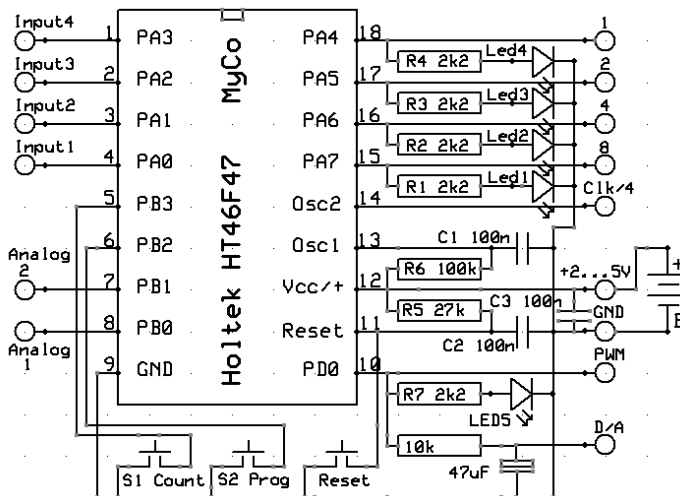 Input4
1 PA3
PA4 18
1
R4 2k2
Led4
Input3
2 PA2
PA5 17
2
R3 2k2
Led3
Input2
3 PA1
PA6 16
4
R2 2k2
Led2
Input1
4 PA0
PA7 15
8
R1 2k2
Led1
5 PB3
Osc2 14
Clk/4
6 PB2
Osc1 13
C1 100n
R6 100k
Analog
2
7 PB1
Vcc/+ 12
+2...5V
R5 27k
C3 100n
GND
8 PB0
Reset 11
C2 100n
Analog
1
9 GND
PD0 10
PWM
R7 2k2
LED5
D/A
10k
47uF
MyCo
Holtek HT46F47
S1 Count
S2 Prog
Reset
+